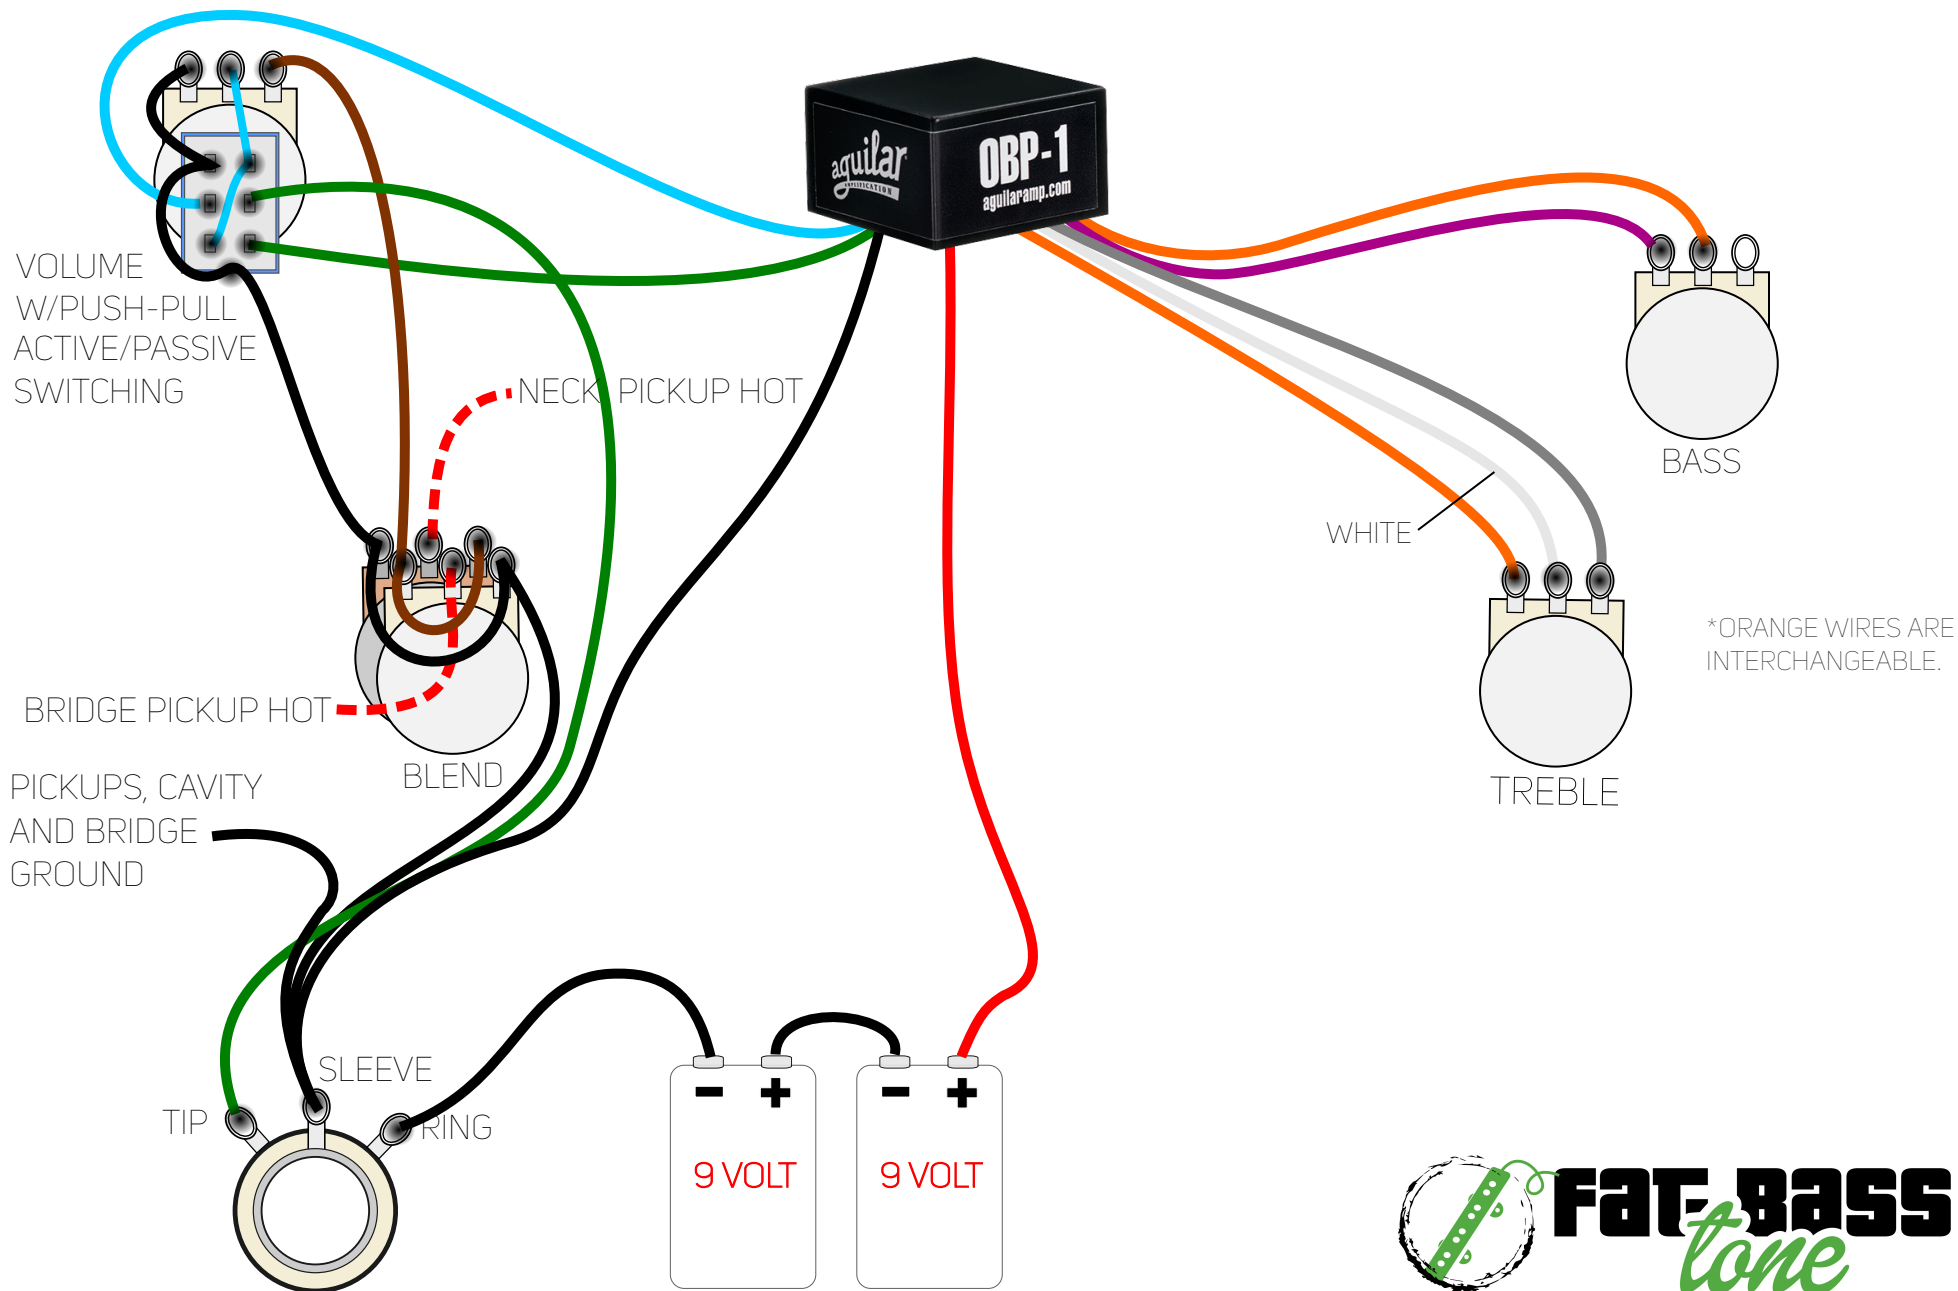 aguilar
AMPLIFICATION
OBP-1
aguilaramp.com
VOLUME
W/PUSH-PULL
ACTIVE/PASSIVE
SWITCHING
NECK PICKUP HOT
BASS
WHITE
*ORANGE WIRES ARE
INTERCHANGEABLE.
BRIDGE PICKUP HOT
BLEND
TREBLE
PICKUPS, CAVITY
AND BRIDGE
GROUND
SLEEVE
TIP
RING
- +
- +
9 VOLT
9 VOLT
FAT BASS
tone